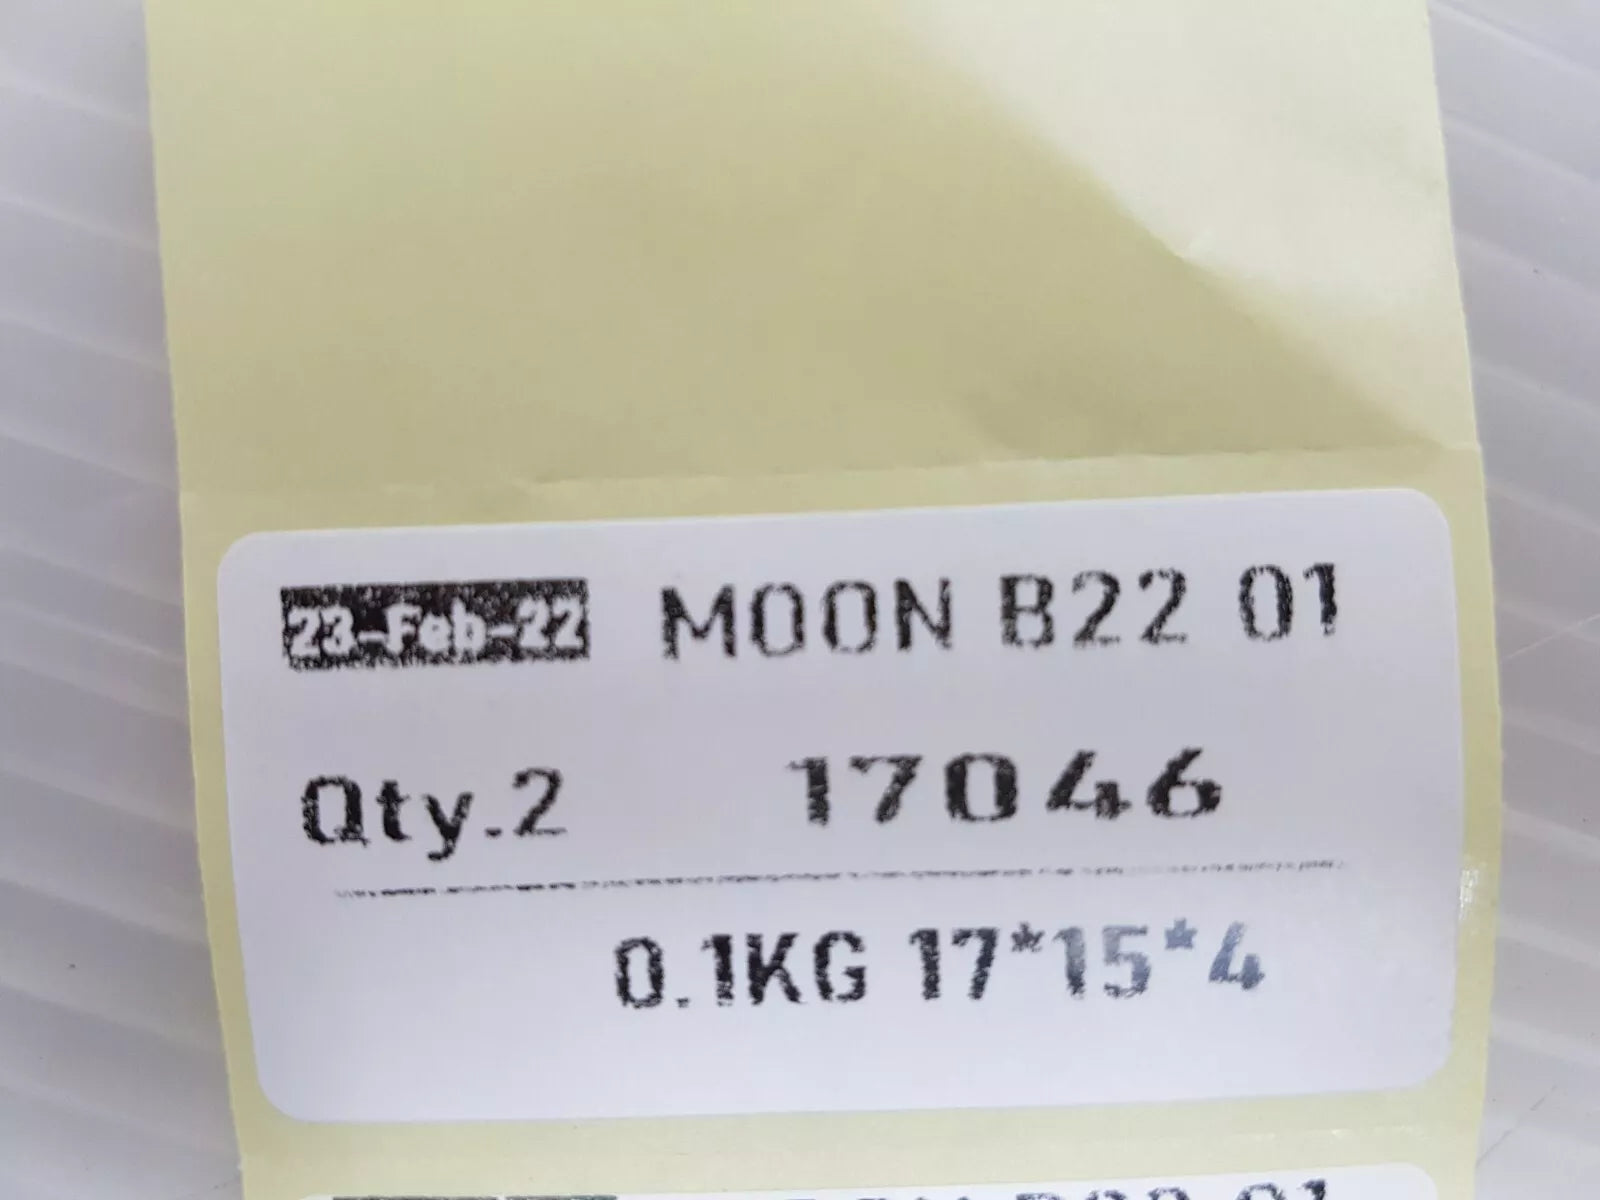 23-Feb-22 MOON B22 01
Qty.2 17046
0.1KG 17*15*4